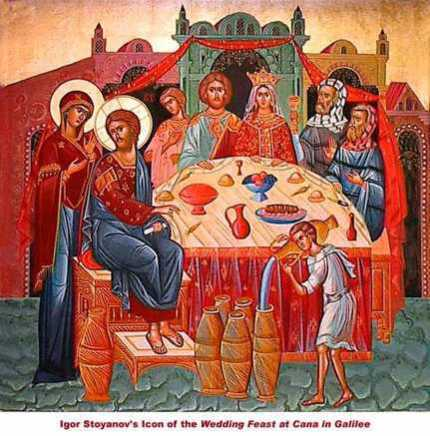 Igor Stoyanov's Icon of the Wedding Feast at Cana in Galilee